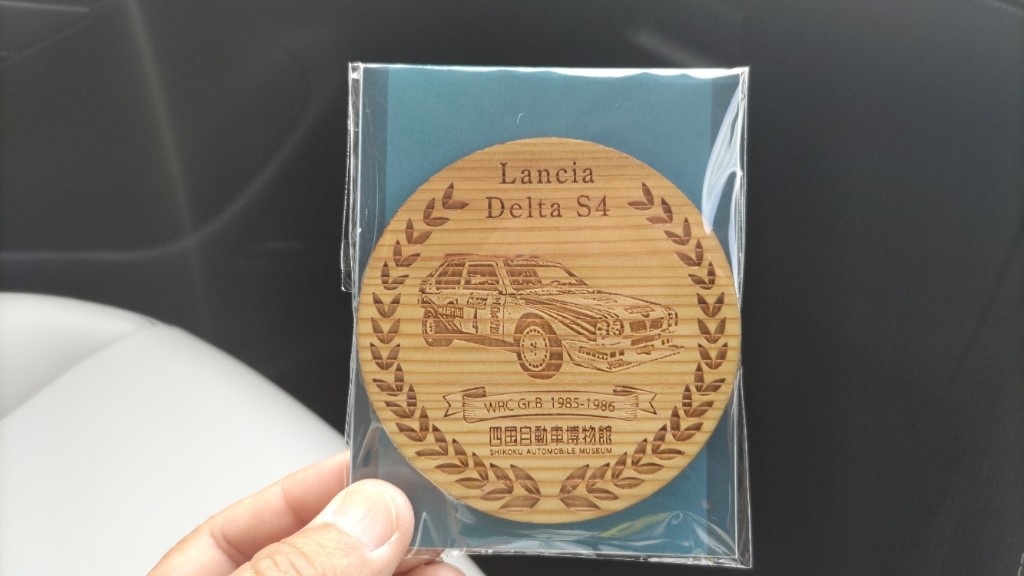 Lancia
Delta S4
WRC Gr.B 1985-1986
四国自動車博物館
SHIKOKU AUTOMOBILE MUSEUM